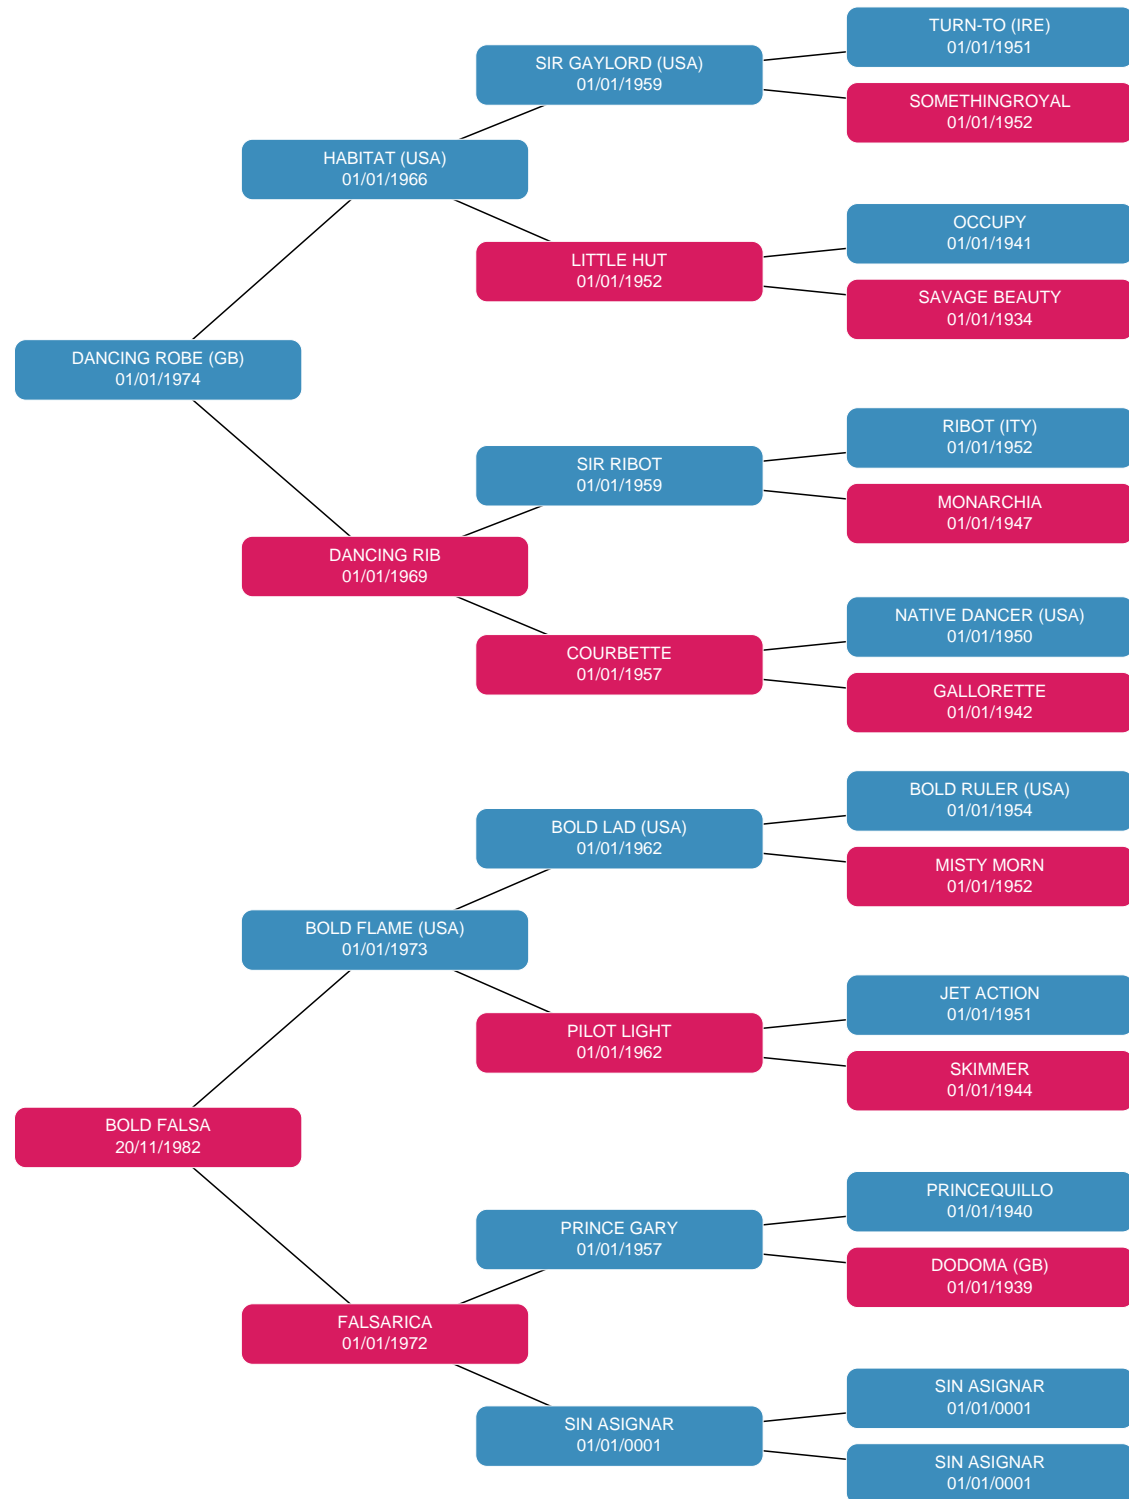 TURN-TO (IRE)
01/01/1951
SIR GAYLORD (USA)
01/01/1959
SOMETHINGROYAL
01/01/1952
HABITAT (USA)
01/01/1966
OCCUPY
01/01/1941
LITTLE HUT
01/01/1952
SAVAGE BEAUTY
01/01/1934
DANCING ROBE (GB)
01/01/1974
RIBOT (ITY)
01/01/1952
SIR RIBOT
01/01/1959
MONARCHIA
01/01/1947
DANCING RIB
01/01/1969
NATIVE DANCER (USA)
01/01/1950
COURBETTE
01/01/1957
GALLORETTE
01/01/1942
BOLD RULER (USA)
01/01/1954
BOLD LAD (USA)
01/01/1962
MISTY MORN
01/01/1952
BOLD FLAME (USA)
01/01/1973
JET ACTION
01/01/1951
PILOT LIGHT
01/01/1962
SKIMMER
01/01/1944
BOLD FALSA
20/11/1982
PRINCEQUILLO
01/01/1940
PRINCE GARY
01/01/1957
DODOMA (GB)
01/01/1939
FALSARICA
01/01/1972
SIN ASIGNAR
01/01/0001
SIN ASIGNAR
01/01/0001
SIN ASIGNAR
01/01/0001